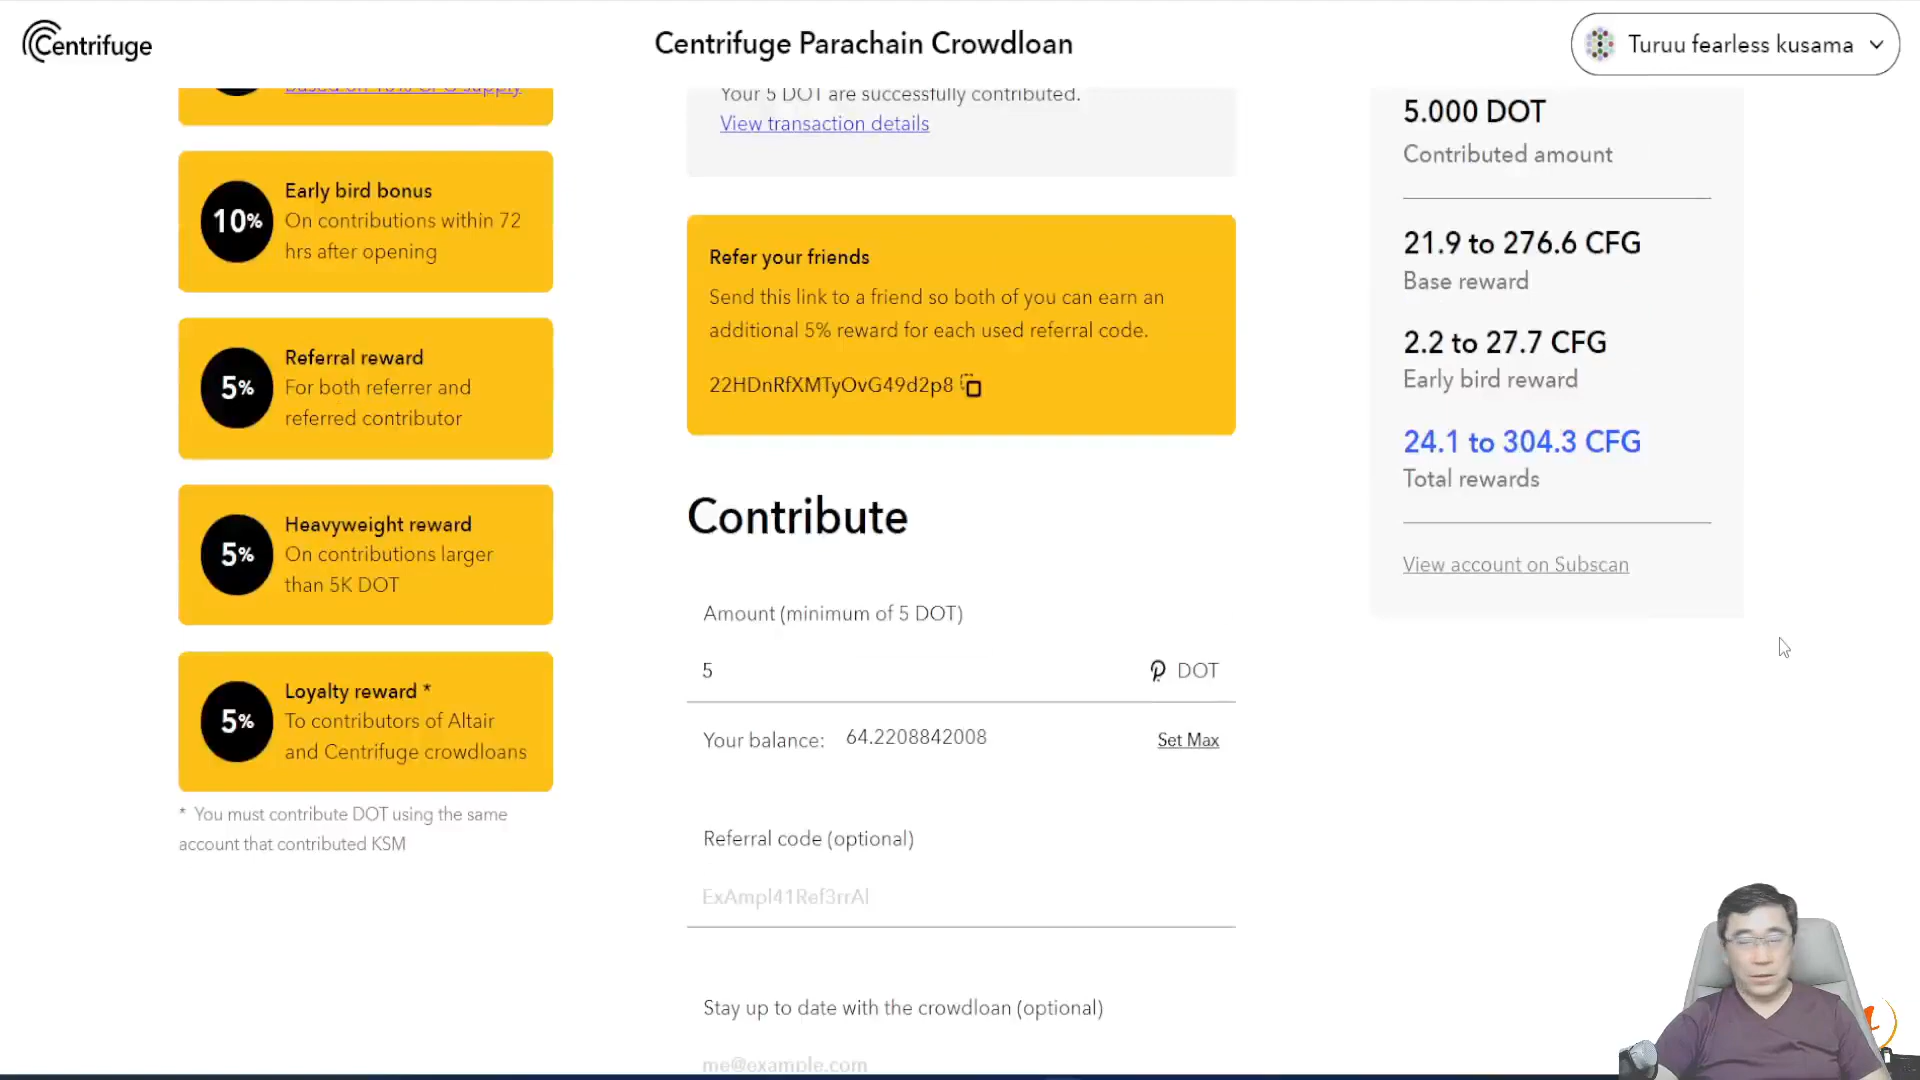 Centrifuge
Centrifuge Parachain Crowdloan
Turuu fearless kusama
based on 10% CFG supply
10%
Early bird bonus
On contributions within 72
hrs after opening
5%
Referral reward
For both referrer and
referred contributor
5%
Heavyweight reward
On contributions larger
than 5K DOT
5%
Loyalty reward *
To contributors of Altair
and Centrifuge crowdloans
* You must contribute DOT using the same
account that contributed KSM
Your 5 DOT are successfully contributed.
View transaction details
Refer your friends
Send this link to a friend so both of you can earn an
additional 5% reward for each used referral code.
22HDnRfXMTyOvG49d2p8
Contribute
Amount (minimum of 5 DOT)
5 DOT
Your balance: 64.2208842008 Set Max
Referral code (optional)
ExAmpl41Ref3rrAl
Stay up to date with the crowdloan (optional)
me@example.com
5.000 DOT
Contributed amount
21.9 to 276.6 CFG
Base reward
2.2 to 27.7 CFG
Early bird reward
24.1 to 304.3 CFG
Total rewards
View account on Subscan